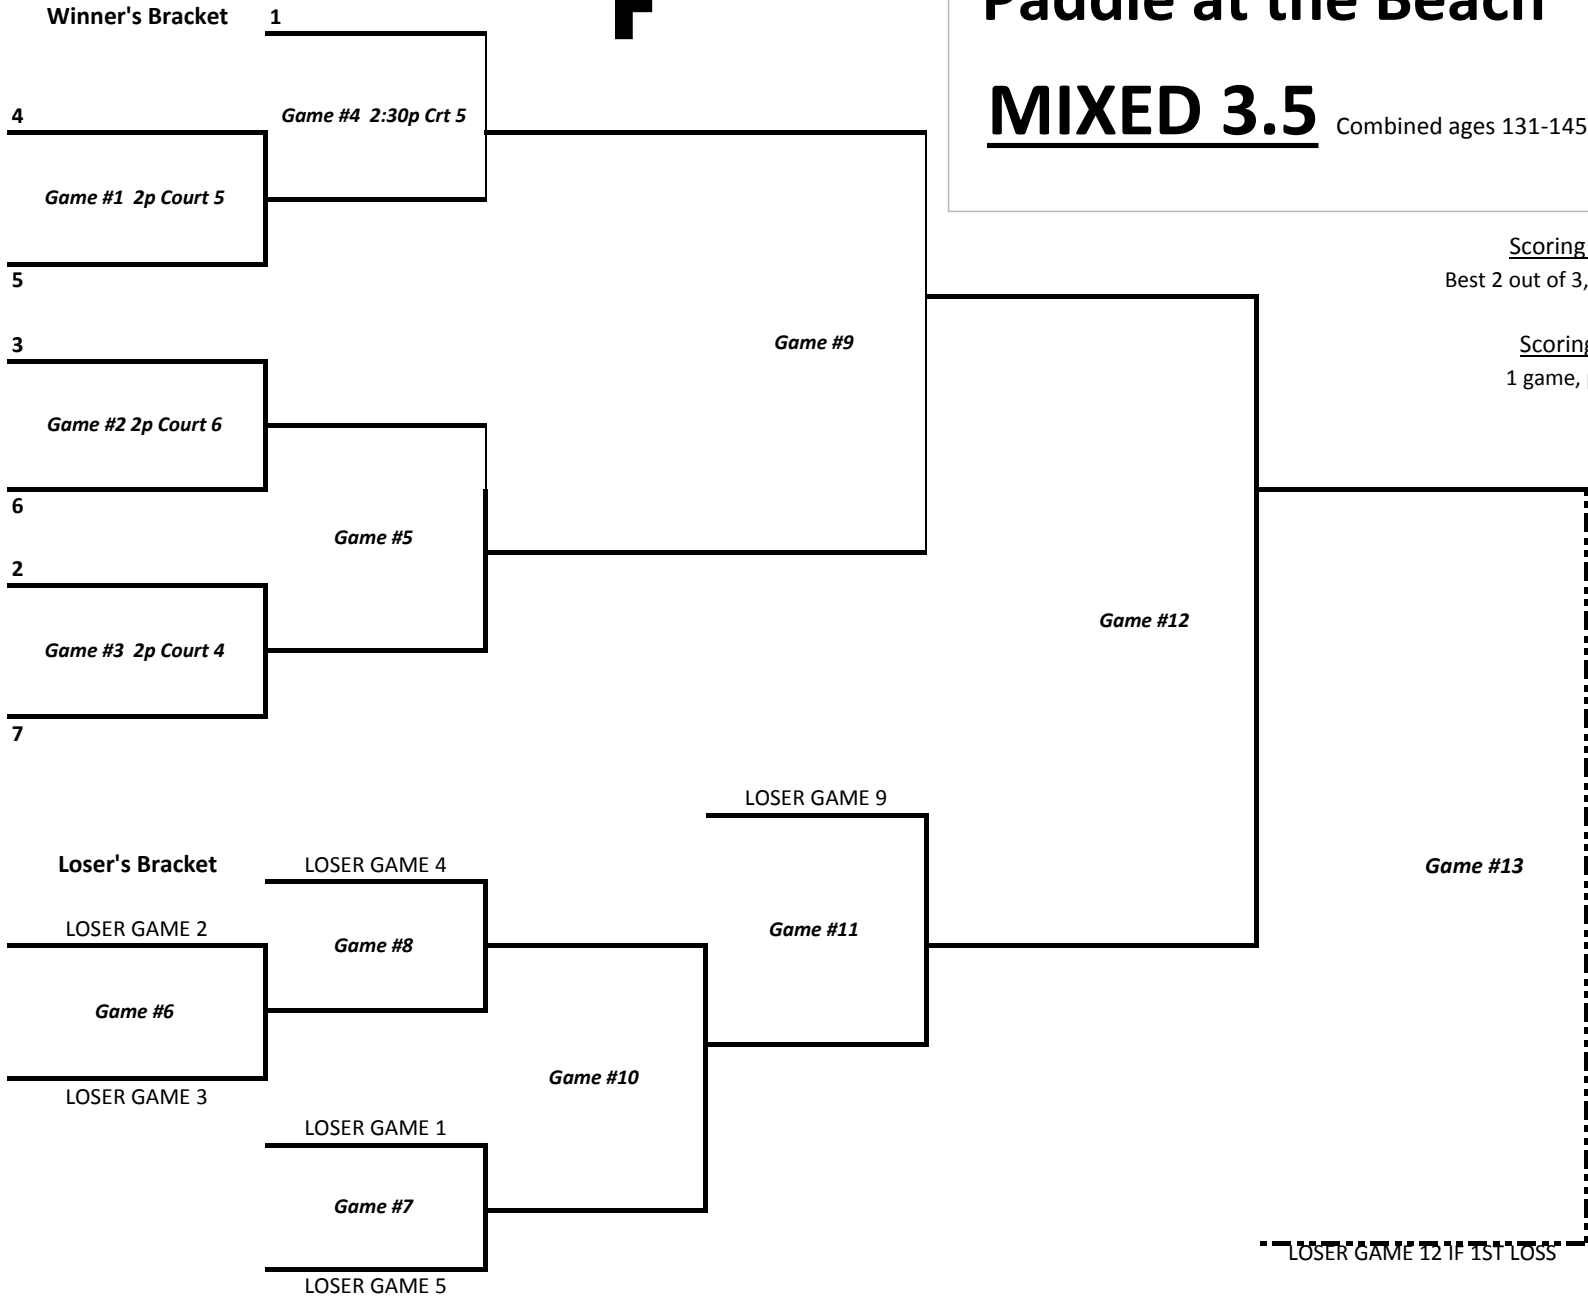 Winner's Bracket
1
Paddle at the Beach
MIXED 3.5 Combined ages 131-145
4
Game #4 2:30p Crt 5
Game #1 2p Court 5
5
Scoring
Best 2 out of 3,
3
Game #9
Scoring
1 game,
Game #2 2p Court 6
6
Game #5
2
Game #12
Game #3 2p Court 4
7
LOSER GAME 9
Loser's Bracket
LOSER GAME 4
Game #13
LOSER GAME 2
Game #8
Game #11
Game #6
LOSER GAME 3
Game #10
LOSER GAME 1
Game #7
LOSER GAME 12 IF 1ST LOSS
LOSER GAME 5